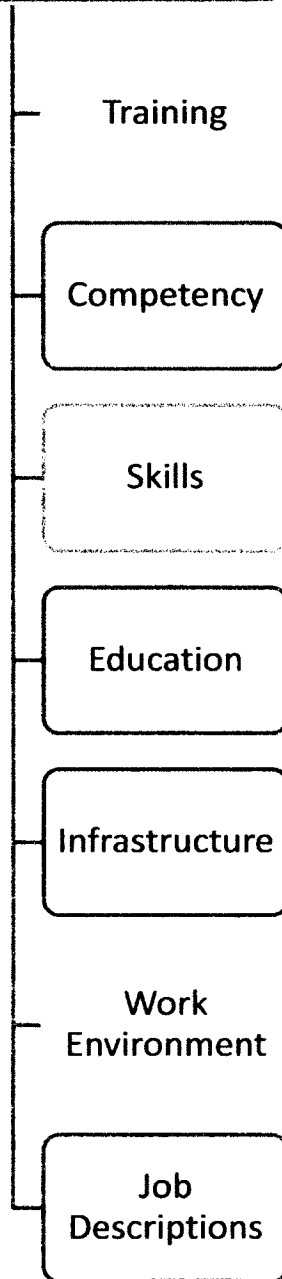 Training
Competency
Skills
Education
Infrastructure
Work
Environment
Job
Descriptions